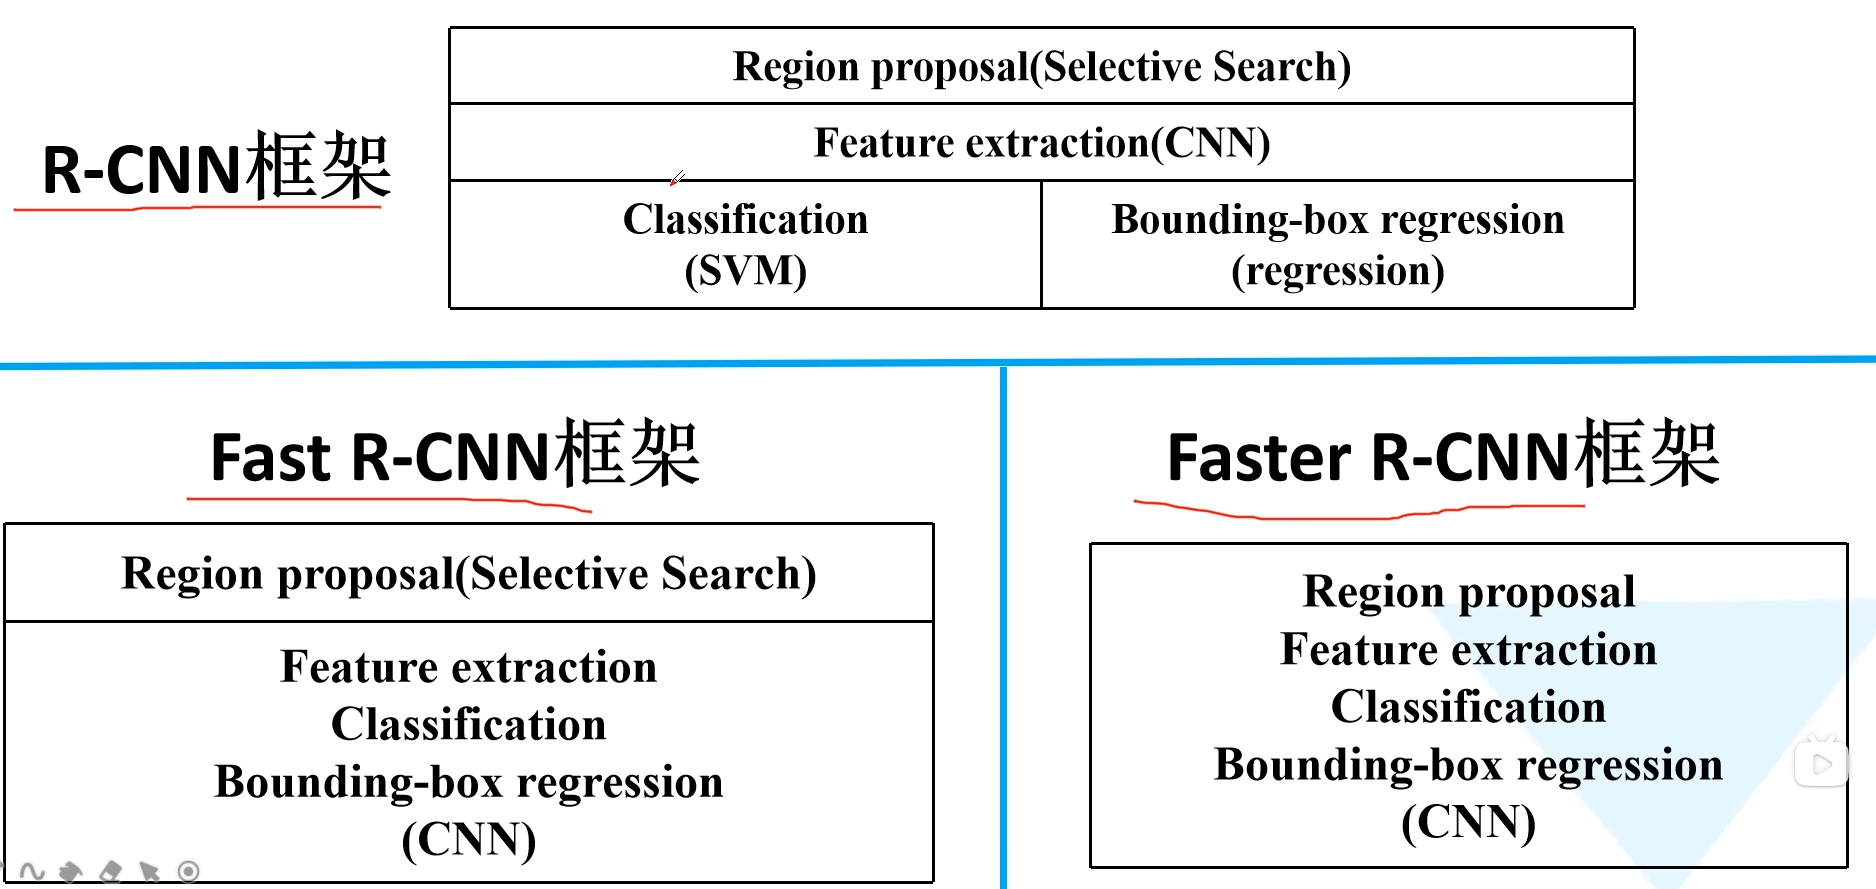 R-CNN框架
Region proposal(Selective Search)
Feature extraction(CNN)
Classification
(SVM)
Bounding-box regression
(regression)
Fast R-CNN框架
Region proposal(Selective Search)
Feature extraction
Classification
Bounding-box regression
(CNN)
Faster R-CNN框架
Region proposal
Feature extraction
Classification
Bounding-box regression
(CNN)